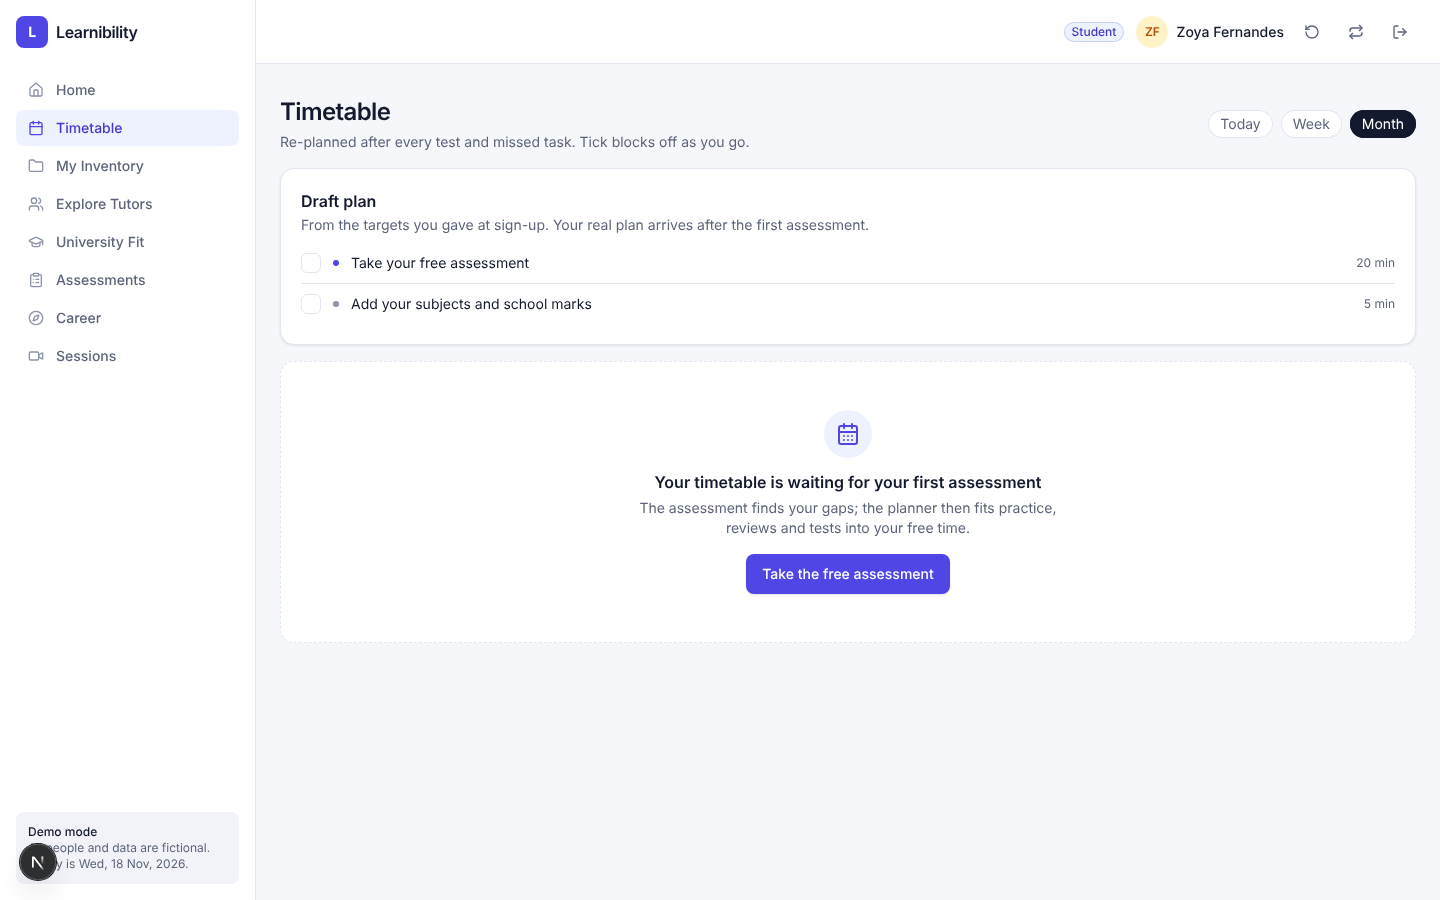 L Learnibility
Student ZF Zoya Fernandes
Home
Timetable
My Inventory
Explore Tutors
University Fit
Assessments
Career
Sessions
Timetable
Re-planned after every test and missed task. Tick blocks off as you go.
Today Week Month
Draft plan
From the targets you gave at sign-up. Your real plan arrives after the first assessment.
Take your free assessment 20 min
Add your subjects and school marks 5 min
Your timetable is waiting for your first assessment
The assessment finds your gaps; the planner then fits practice,
reviews and tests into your free time.
Take the free assessment
Demo mode
people and data are fictional.
is Wed, 18 Nov, 2026.
N